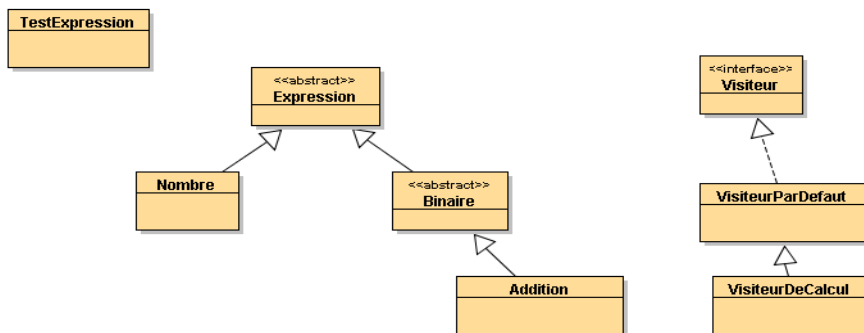 TestExpression
<<abstract>>
Expression
<<interface>>
Visiteur
Nombre
<<abstract>>
Binaire
VisiteurParDefaut
Addition
VisiteurDeCalcul